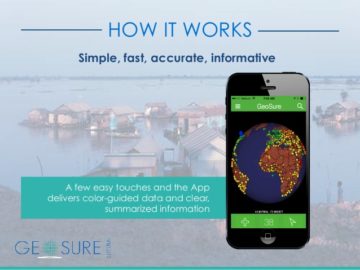 HOW IT WORKS
Simple, fast, accurate, informative
GeoSure
38
A few easy touches and the App
delivers color-guided data and clear,
summarized information
GEOSURE